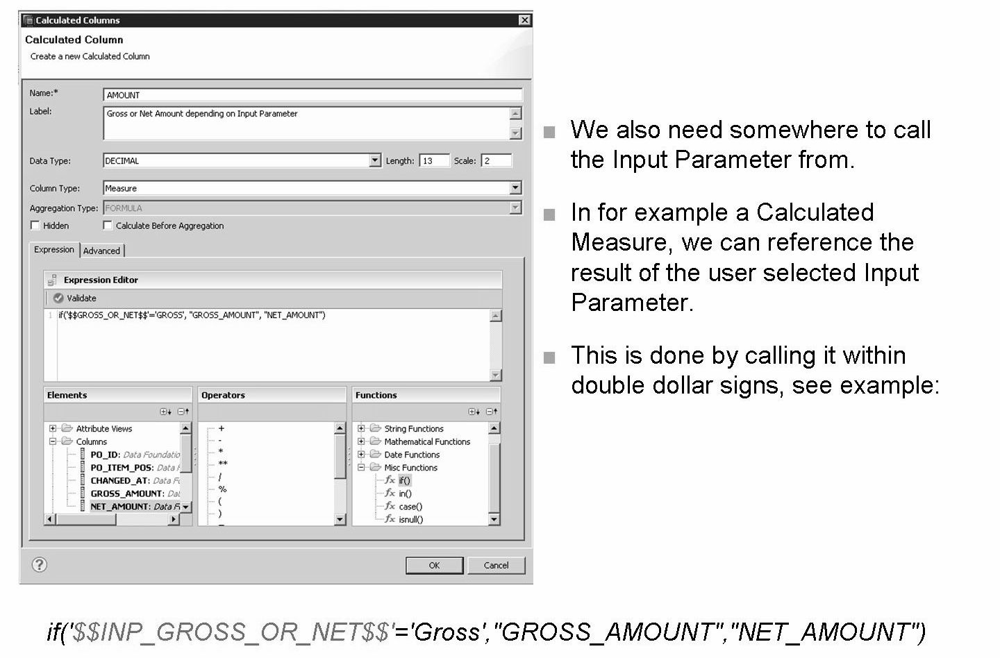 Calculated Columns
Calculated Column
Create a new Calculated Column
Name:* AMOUNT
Label: Gross or Net Amount depending on Input Parameter
Data Type: DECIMAL Length: 13 Scale: 2
Column Type: Measure
Aggregation Type: FORMULA
Hidden Calculate Before Aggregation
Expression Advanced
Expression Editor
Validate
1 if('$$GROSS_OR_NET$$'='GROSS', "GROSS_AMOUNT", "NET_AMOUNT")
Elements
Attribute Views
Columns
PO_ID: Data Foundatio
PO_ITEM_POS: Data F
CHANGED_AT: Data Fo
GROSS_AMOUNT: Dat
NET_AMOUNT: Data F
Operators
+
-
*
**
/
%
(
)
Functions
String Functions
Mathematical Functions
Date Functions
Misc Functions
fx if()
fx in()
fx case()
fx isnull()
? OK Cancel
We also need somewhere to call
the Input Parameter from.
In for example a Calculated
Measure, we can reference the
result of the user selected Input
Parameter.
This is done by calling it within
double dollar signs, see example:
if('$$INP_GROSS_OR_NET$$'='Gross',"GROSS_AMOUNT","NET_AMOUNT")